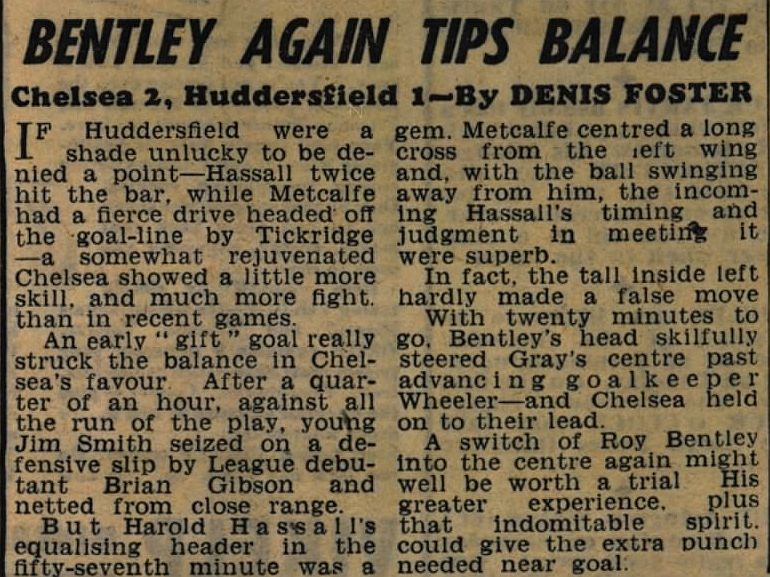 BENTLEY AGAIN TIPS BALANCE
Chelsea 2, Huddersfield 1—By DENIS FOSTER
IF Huddersfield were a
shade unlucky to be de-
nied a point—Hassall twice
hit the bar, while Metcalfe
had a fierce drive headed off
the goal-line by Tickridge
—a somewhat rejuvenated
Chelsea showed a little more
skill, and much more fight,
than in recent games.
An early "gift" goal really
struck the balance in Chel-
sea's favour. After a quar-
ter of an hour, against all
the run of the play, young
Jim Smith seized on a de-
fensive slip by League debu-
tant Brian Gibson and
netted from close range.
But Harold Hassall's
equalising header in the
fifty-seventh minute was a
gem. Metcalfe centred a long
cross from the left wing
and, with the ball swinging
away from him, the incom-
ing Hassall's timing and
judgment in meeting it
were superb.
In fact, the tall inside left
hardly made a false move
With twenty minutes to
go, Bentley's head skilfully
steered Gray's centre past
advancing goalkeeper
Wheeler—and Chelsea held
on to their lead.
A switch of Roy Bentley
into the centre again might
well be worth a trial His
greater experience, plus
that indomitable spirit,
could give the extra punch
needed near goal.